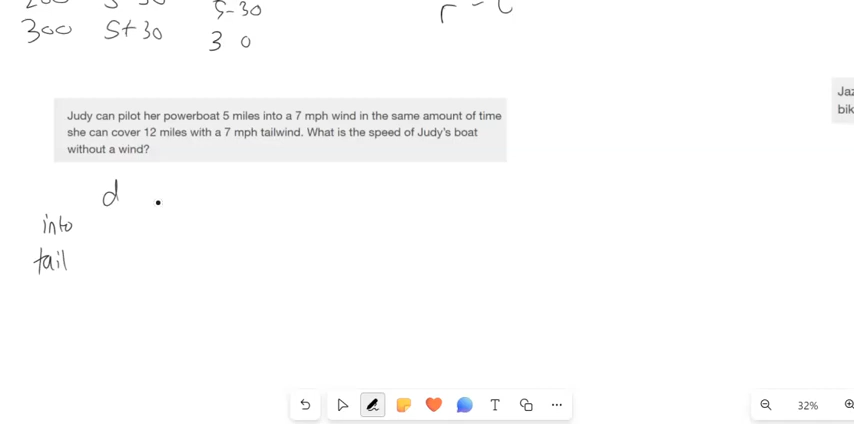 300 S+30 S-30
3 0
r = t
Judy can pilot her powerboat 5 miles into a 7 mph wind in the same amount of time
she can cover 12 miles with a 7 mph tailwind. What is the speed of Judy's boat
without a wind?
Jaz
bik
d
into
tail
T
32%